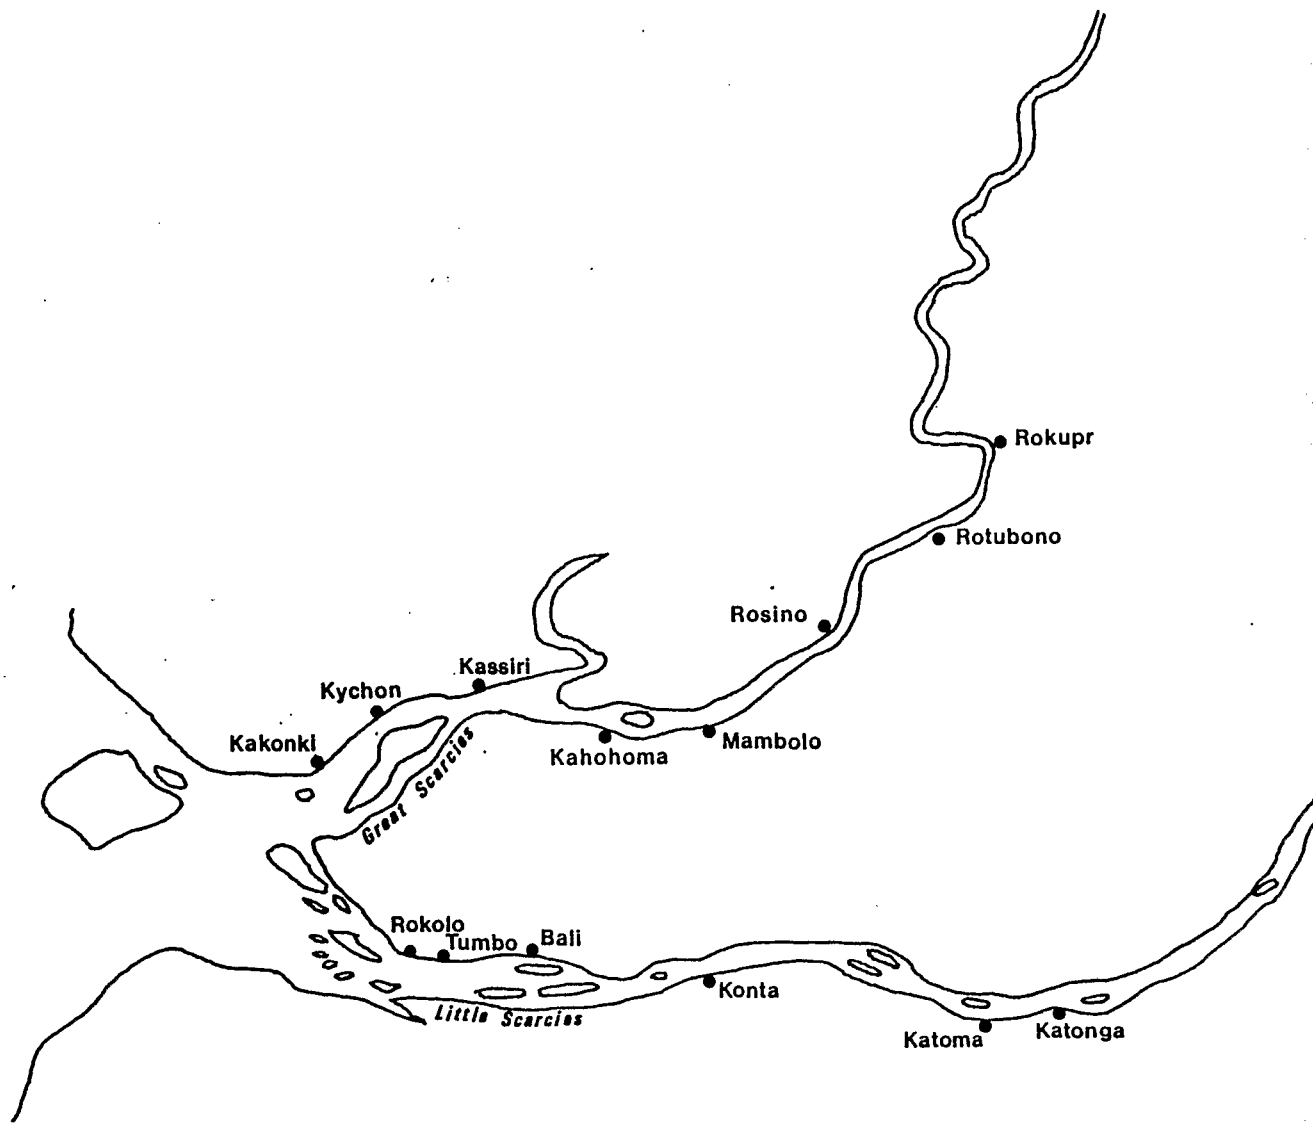 Rokupr
Rotubono
Rosino
Kassiri
Kychon
Kakonki
Kahohoma
Mambolo
Great Scarcies
Rokolo
Tumbo
Bali
Konta
Little Scarcies
Katoma
Katonga